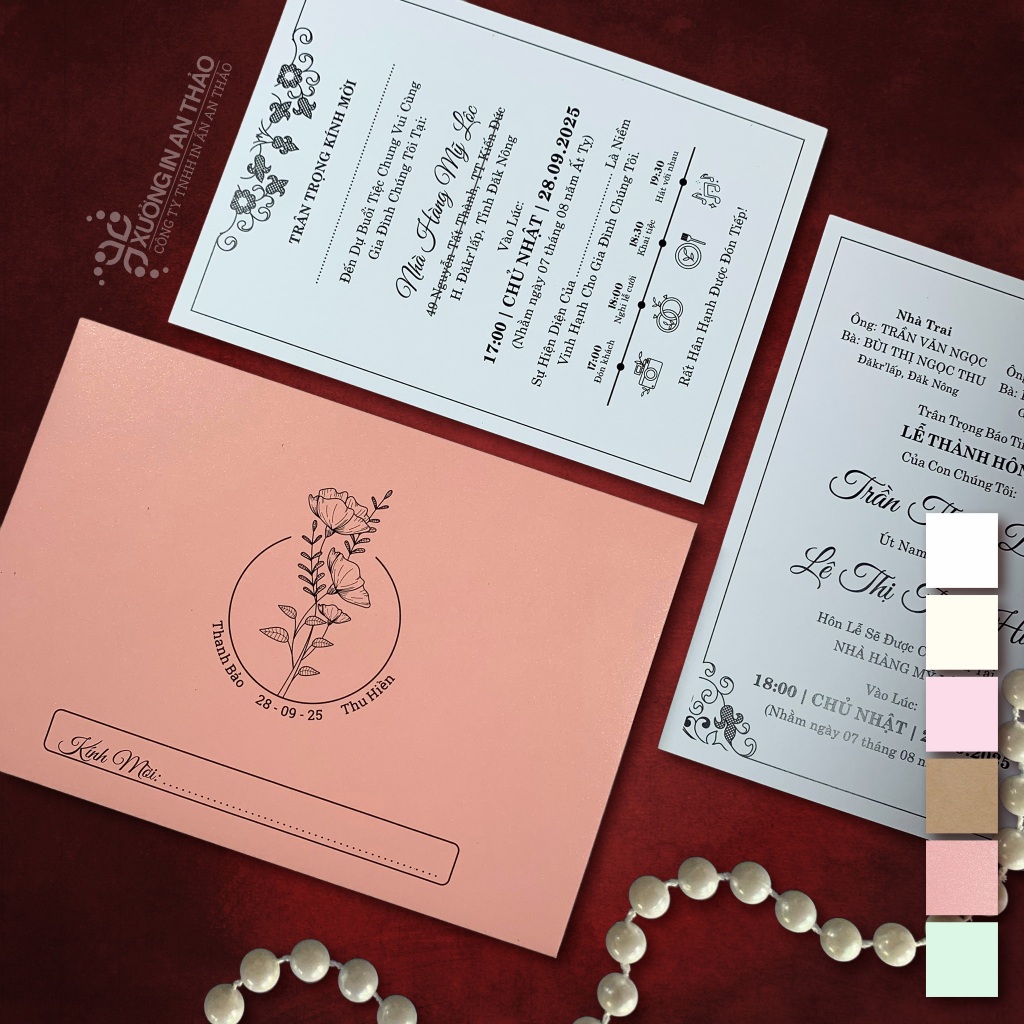 XƯỞNG IN AN THẢO
CÔNG TY TNHH IN ẤN AN THẢO
TRÂN TRỌNG KÍNH MỜI
Đến Dự Buổi Tiệc Chung Vui Cùng
Gia Đình Chúng Tôi Tại:
Nhà Hàng Mỹ Lộc
49 Nguyễn Tất Thành, TT Kiến Đức
H. Đăkr'lấp, Tỉnh Đăk Nông
Vào Lúc:
17:00 | CHỦ NHẬT | 28.09.2025
(Nhằm ngày 07 tháng 08 năm Ất Tỵ)
Sự Hiện Diện Của ........................ Là Niềm
Vinh Hạnh Cho Gia Đình Chúng Tôi.
17:00 18:00 18:30 19:30
Đón khách Nghi lễ cưới Khai tiệc Hát với nhau
Rất Hân Hạnh Được Đón Tiếp!
Thanh Bảo 28 - 09 - 25 Thu Hiền
Kính Mời:
Nhà Trai
Ông: TRẦN VĂN NGỌC
Bà: BÙI THỊ NGỌC THU
Đăkr'lấp, Đăk Nông
Bà:
Trân Trọng Báo
LỄ THÀNH HÔN
Của Con Chúng Tôi:
Trần
Út Nam
Lê Thị
Hôn Lễ Sẽ Được
NHÀ HÀNG
Vào Lúc:
18:00 | CHỦ NHẬT |
(Nhằm ngày 07 tháng 08